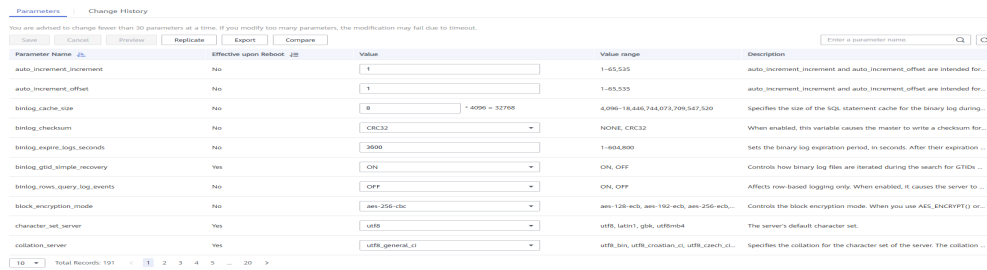 Parameters Change History
You are advised to change fewer than 30 parameters at a time. If you modify too many parameters, the modification may fail due to timeout.
Save Cancel Preview Replicate Export Compare Enter a parameter name
Parameter Name Effective upon Reboot Value Value range Description
auto_increment_increment No 1 1–65,535 auto_increment_increment and auto_increment_offset are intended for...
auto_increment_offset No 1 1–65,535 auto_increment_increment and auto_increment_offset are intended for...
binlog_cache_size No 8 * 4096 = 32768 4,096–18,446,744,073,709,547,520 Specifies the size of the SQL statement cache for the binary log during...
binlog_checksum No CRC32 NONE, CRC32 When enabled, this variable causes the master to write a checksum for...
binlog_expire_logs_seconds No 3600 1–604,800 Sets the binary log expiration period, in seconds. After their expiration ...
binlog_gtid_simple_recovery Yes ON ON, OFF Controls how binary log files are iterated during the search for GTIDs ...
binlog_rows_query_log_events No OFF ON, OFF Affects row-based logging only. When enabled, it causes the server to ...
block_encryption_mode No aes-256-cbc aes-128-ecb, aes-192-ecb, aes-256-ecb,... Controls the block encryption mode. When you use AES_ENCRYPT() or...
character_set_server Yes utf8 utf8, latin1, gbk, utf8mb4 The server's default character set.
collation_server Yes utf8_general_ci utf8_bin, utf8_croatian_ci, utf8_czech_ci... Specifies the collation for the character set of the server. The collation ...
10 Total Records: 191 < 1 2 3 4 5 ... 20 >